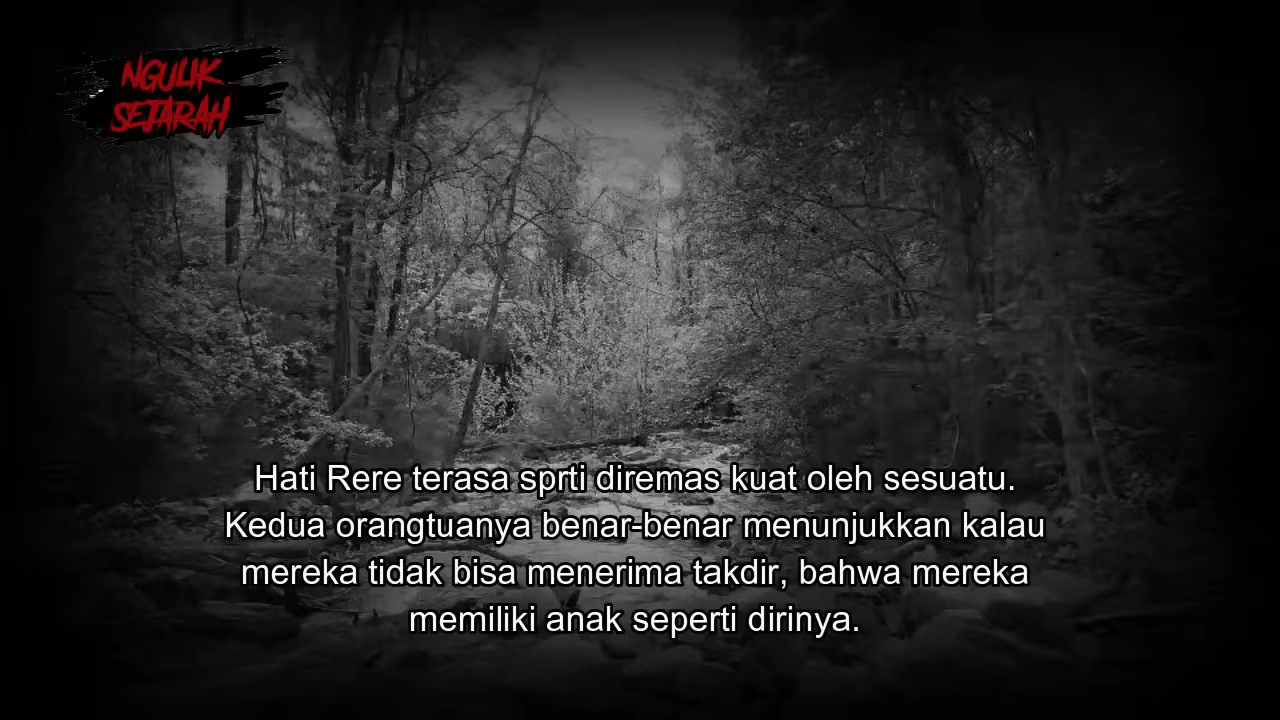 NGULIK
SEJARAH
Hati Rere terasa sprti diremas kuat oleh sesuatu.
Kedua orangtuanya benar-benar menunjukkan kalau
mereka tidak bisa menerima takdir, bahwa mereka
memiliki anak seperti dirinya.